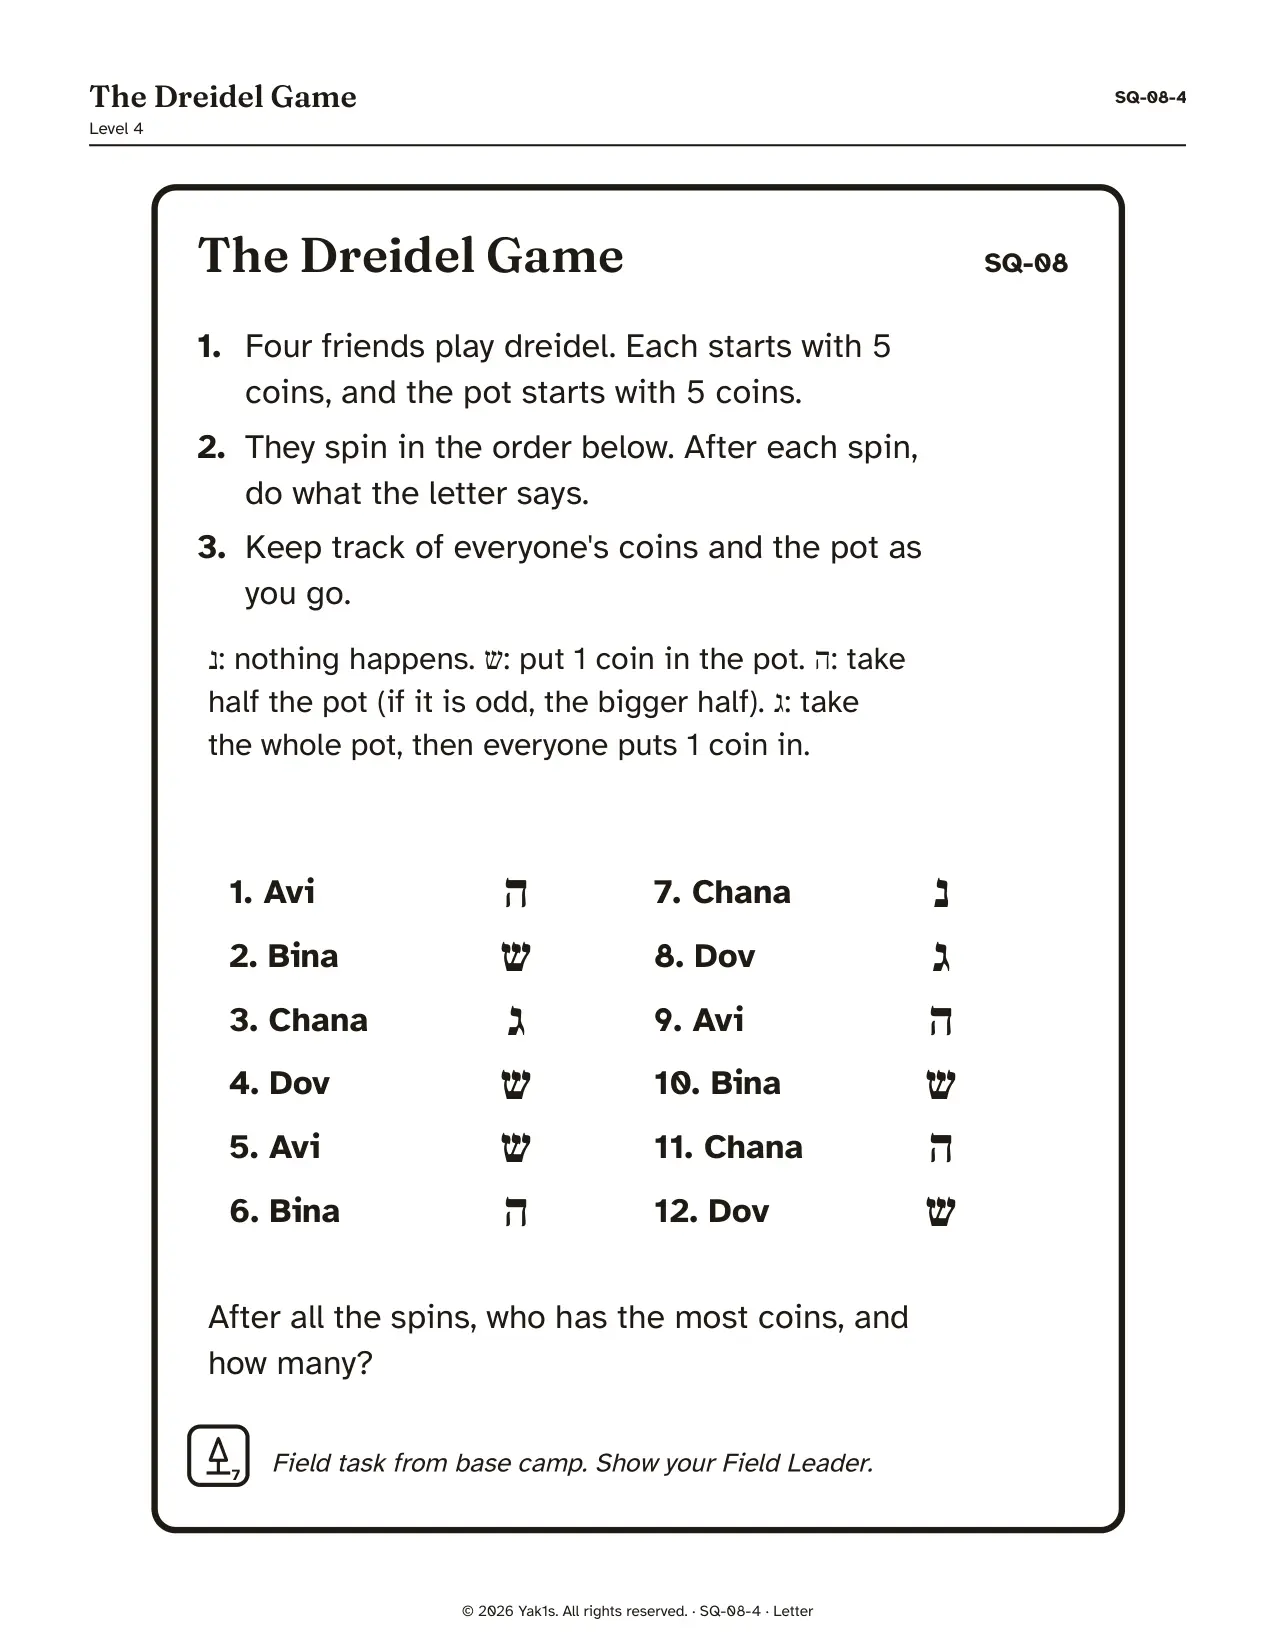 The Dreidel Game
SQ-08-4
Level 4
The Dreidel Game
SQ-08
1. Four friends play dreidel. Each starts with 5
coins, and the pot starts with 5 coins.
2. They spin in the order below. After each spin,
do what the letter says.
3. Keep track of everyone's coins and the pot as
you go.
נ: nothing happens. ש: put 1 coin in the pot. ה: take
half the pot (if it is odd, the bigger half). ג: take
the whole pot, then everyone puts 1 coin in.
1. Avi ה
2. Bina ש
3. Chana ג
4. Dov ש
5. Avi ש
6. Bina ה
7. Chana נ
8. Dov ג
9. Avi ה
10. Bina ש
11. Chana ה
12. Dov ש
After all the spins, who has the most coins, and
how many?
7
Field task from base camp. Show your Field Leader.
© 2026 Yak1s. All rights reserved. · SQ-08-4 · Letter